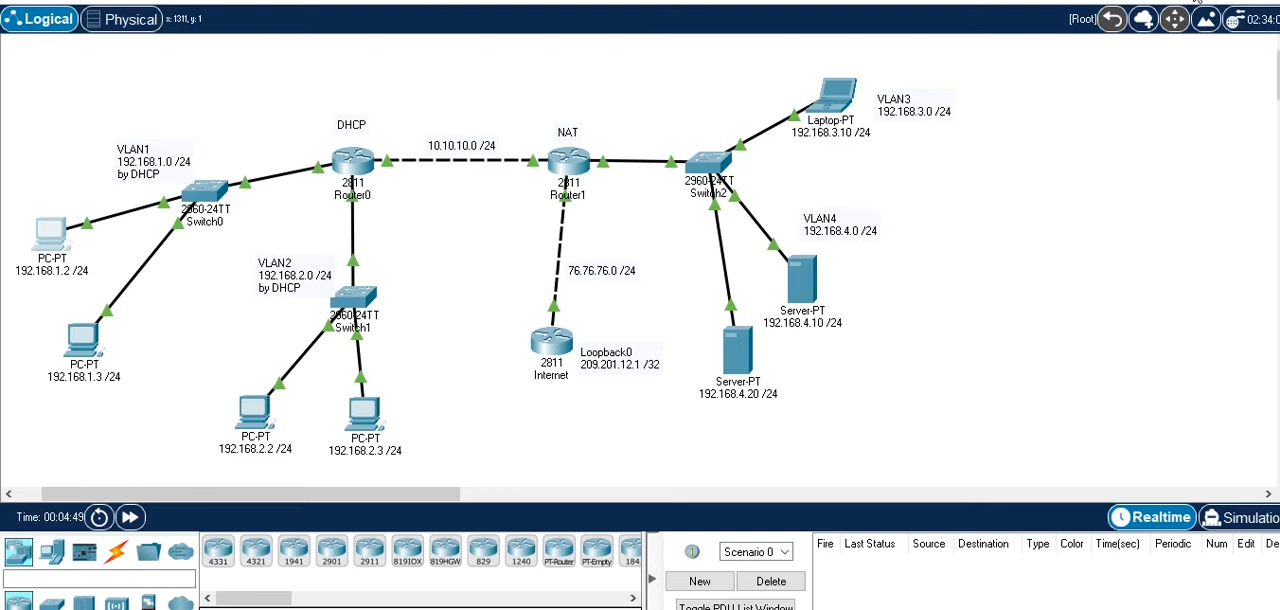 Logical
Physical
x: 1311, y: 1
[Root]
DHCP
NAT
VLAN1
192.168.1.0 /24
by DHCP
10.10.10.0 /24
Laptop-PT
192.168.3.10 /24
VLAN3
192.168.3.0 /24
2811
Router0
2811
Router1
2960-24TT
Switch2
2960-24TT
Switch0
PC-PT
192.168.1.2 /24
VLAN2
192.168.2.0 /24
by DHCP
VLAN4
192.168.4.0 /24
76.76.76.0 /24
2960-24TT
Switch1
Server-PT
192.168.4.10 /24
PC-PT
192.168.1.3 /24
2811
Internet
Loopback0
209.201.12.1 /32
Server-PT
192.168.4.20 /24
PC-PT
192.168.2.2 /24
PC-PT
192.168.2.3 /24
Time: 00:04:49
Realtime
4331
4321
1941
2901
2911
819IOX
819HGW
829
1240
PT-Router
PT-Empty
Scenario 0
New
Delete
Toggle PDU List Window
Fire
Last Status
Source
Destination
Type
Color
Time(sec)
Periodic
Num
Edit